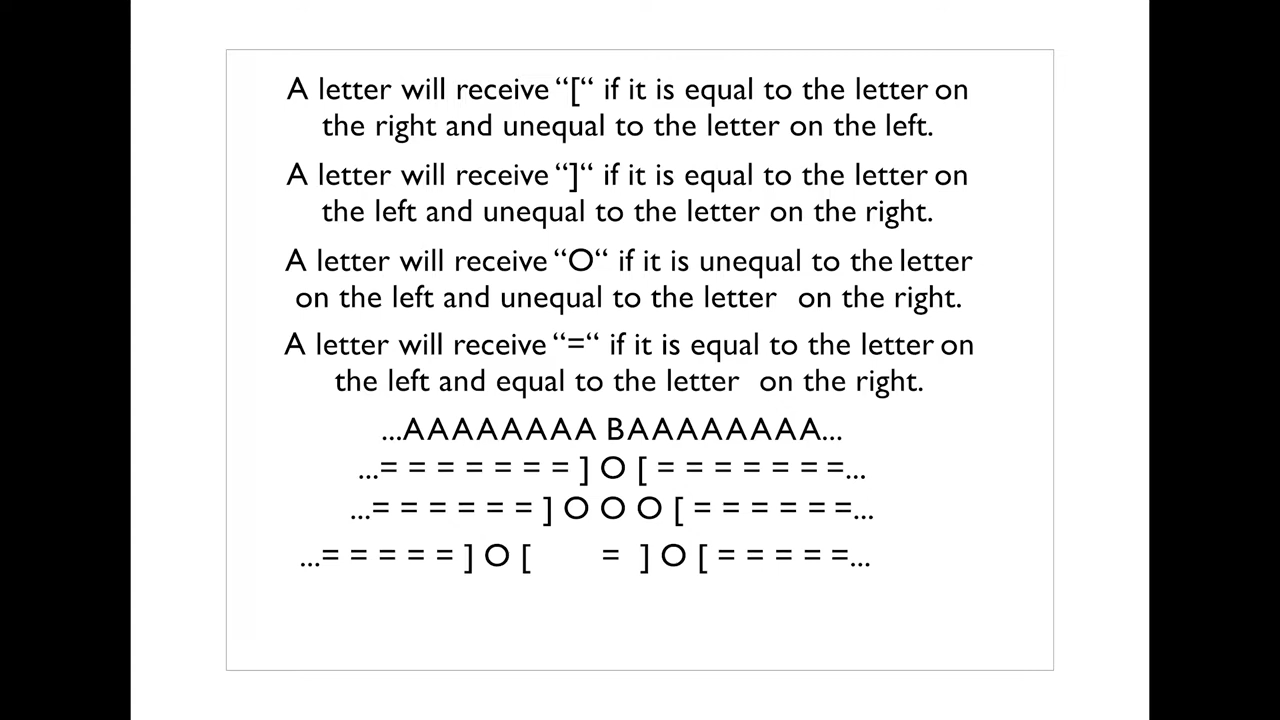 A letter will receive “[“ if it is equal to the letter on
the right and unequal to the letter on the left.
A letter will receive “]“ if it is equal to the letter on
the left and unequal to the letter on the right.
A letter will receive “O“ if it is unequal to the letter
on the left and unequal to the letter on the right.
A letter will receive “=“ if it is equal to the letter on
the left and equal to the letter on the right.
...AAAAAAAA BAAAAAAAA...
...= = = = = = = ] O [ = = = = = = =...
...= = = = = = ] O O O [ = = = = = =...
...= = = = = ] O [ = ] O [ = = = = =...